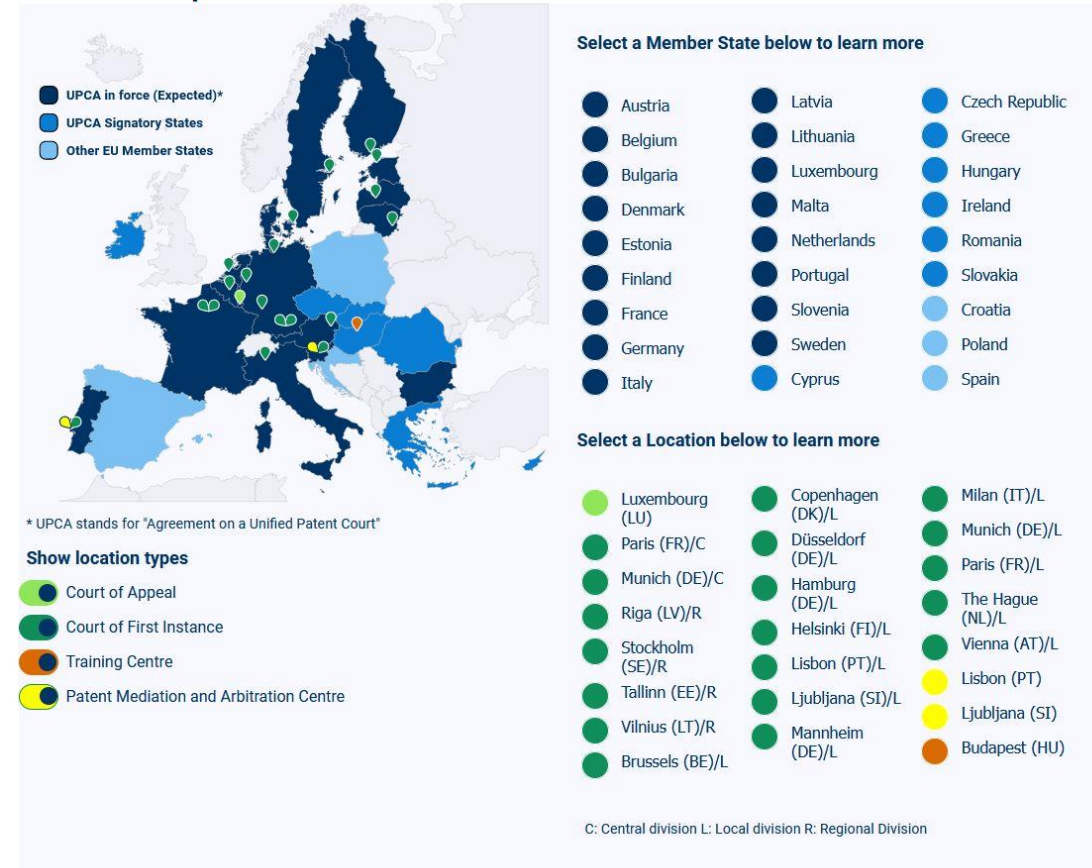 UPCA in force (Expected)*
UPCA Signatory States
Other EU Member States
* UPCA stands for "Agreement on a Unified Patent Court"
Show location types
Court of Appeal
Court of First Instance
Training Centre
Patent Mediation and Arbitration Centre
Select a Member State below to learn more
Austria
Belgium
Bulgaria
Denmark
Estonia
Finland
France
Germany
Italy
Latvia
Lithuania
Luxembourg
Malta
Netherlands
Portugal
Slovenia
Sweden
Cyprus
Czech Republic
Greece
Hungary
Ireland
Romania
Slovakia
Croatia
Poland
Spain
Select a Location below to learn more
Luxembourg
(LU)
Paris (FR)/C
Munich (DE)/C
Riga (LV)/R
Stockholm
(SE)/R
Tallinn (EE)/R
Vilnius (LT)/R
Brussels (BE)/L
Copenhagen
(DK)/L
Düsseldorf
(DE)/L
Hamburg
(DE)/L
Helsinki (FI)/L
Lisbon (PT)/L
Ljubljana (SI)/L
Mannheim
(DE)/L
Milan (IT)/L
Munich (DE)/L
Paris (FR)/L
The Hague
(NL)/L
Vienna (AT)/L
Lisbon (PT)
Ljubljana (SI)
Budapest (HU)
C: Central division L: Local division R: Regional Division